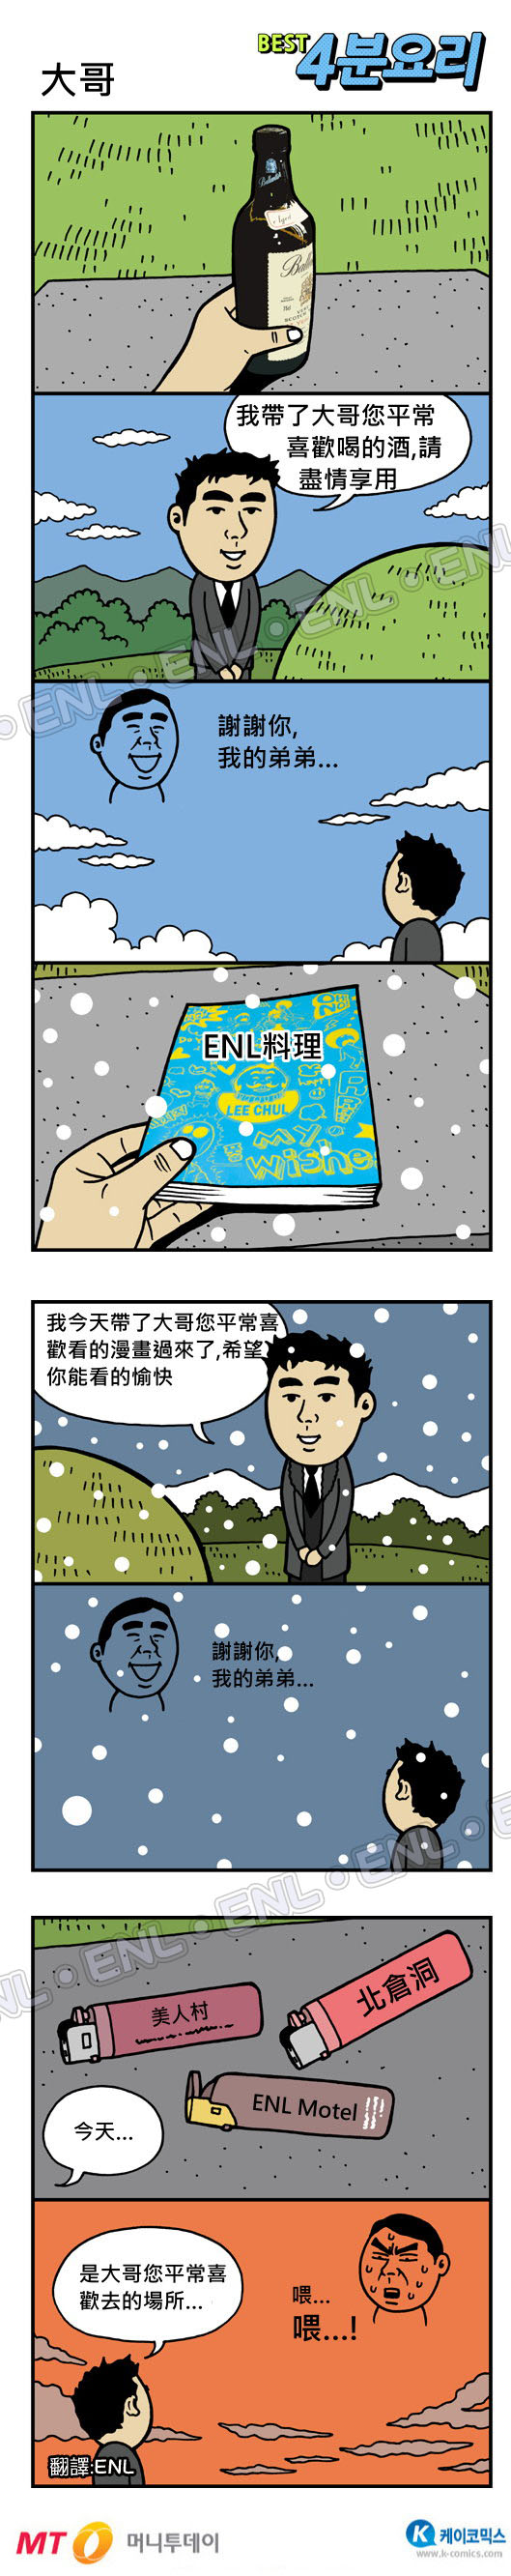 BEST 4분요리
大哥
我帶了大哥您平常
喜歡喝的酒,請
盡情享用
謝謝你,
我的弟弟...
ENL料理
LEE CHUL
MY
Wishe
我今天帶了大哥您平常喜
歡看的漫畫過來了,希望
你能看的愉快
謝謝你,
我的弟弟...
美人村
北倉洞
ENL Motel
今天...
是大哥您平常喜
歡去的場所...
喂...
喂...!
翻譯:ENL
MT 머니투데이
K 케이코믹스
www.k-comics.com